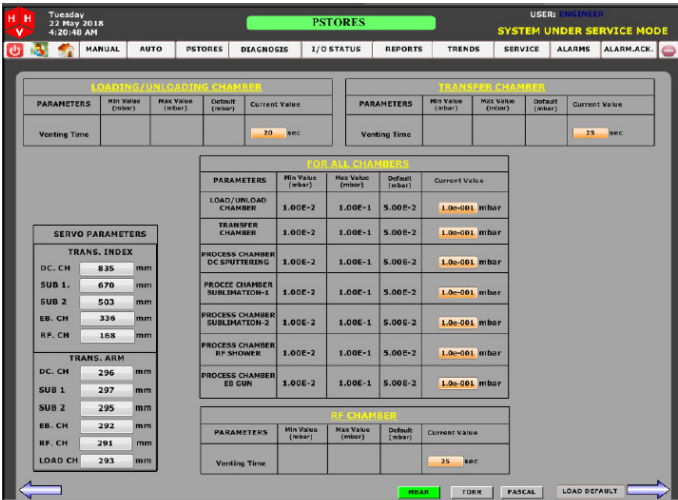 H H
V
Tuesday
22 May 2018
4:20:48 AM
PSTORES
USER: ENGINEER
SYSTEM UNDER SERVICE MODE
MANUAL AUTO PSTORES DIAGNOSIS I/O STATUS REPORTS TRENDS SERVICE ALARMS ALARM.ACK.
LOADING/UNLOADING CHAMBER
PARAMETERS Min Value (mbar) Max Value (mbar) Default (mbar) Current Value
Venting Time 20 sec
TRANSFER CHAMBER
PARAMETERS Min Value (mbar) Max Value (mbar) Default (mbar) Current Value
Venting Time 25 sec
FOR ALL CHAMBERS
PARAMETERS Min Value (mbar) Max Value (mbar) Default (mbar) Current Value
LOAD/UNLOAD CHAMBER 1.00E-2 1.00E-1 5.00E-2 1.0e-001 mbar
TRANSFER CHAMBER 1.00E-2 1.00E-1 5.00E-2 1.0e-001 mbar
PROCESS CHAMBER DC SPUTTERING 1.00E-2 1.00E-1 5.00E-2 1.0e-001 mbar
PROCEE CHAMBER SUBLIMATION-1 1.00E-2 1.00E-1 5.00E-2 1.0e-001 mbar
PROCESS CHAMBER SUBLIMATION-2 1.00E-2 1.00E-1 5.00E-2 1.0e-001 mbar
PROCESS CHAMBER RF SHOWER 1.00E-2 1.00E-1 5.00E-2 1.0e-001 mbar
PROCESS CHAMBER EB GUN 1.00E-2 1.00E-1 5.00E-2 1.0e-001 mbar
SERVO PARAMETERS
TRANS. INDEX
DC. CH 835 mm
SUB 1. 670 mm
SUB 2 503 mm
EB. CH 336 mm
RF. CH 168 mm
TRANS. ARM
DC. CH 296 mm
SUB 1 297 mm
SUB 2 295 mm
EB. CH 292 mm
RF. CH 291 mm
LOAD CH 293 mm
RF CHAMBER
PARAMETERS Min Value (mbar) Max Value (mbar) Default (mbar) Current Value
Venting Time 25 sec
MBAR TORR PASCAL LOAD DEFAULT